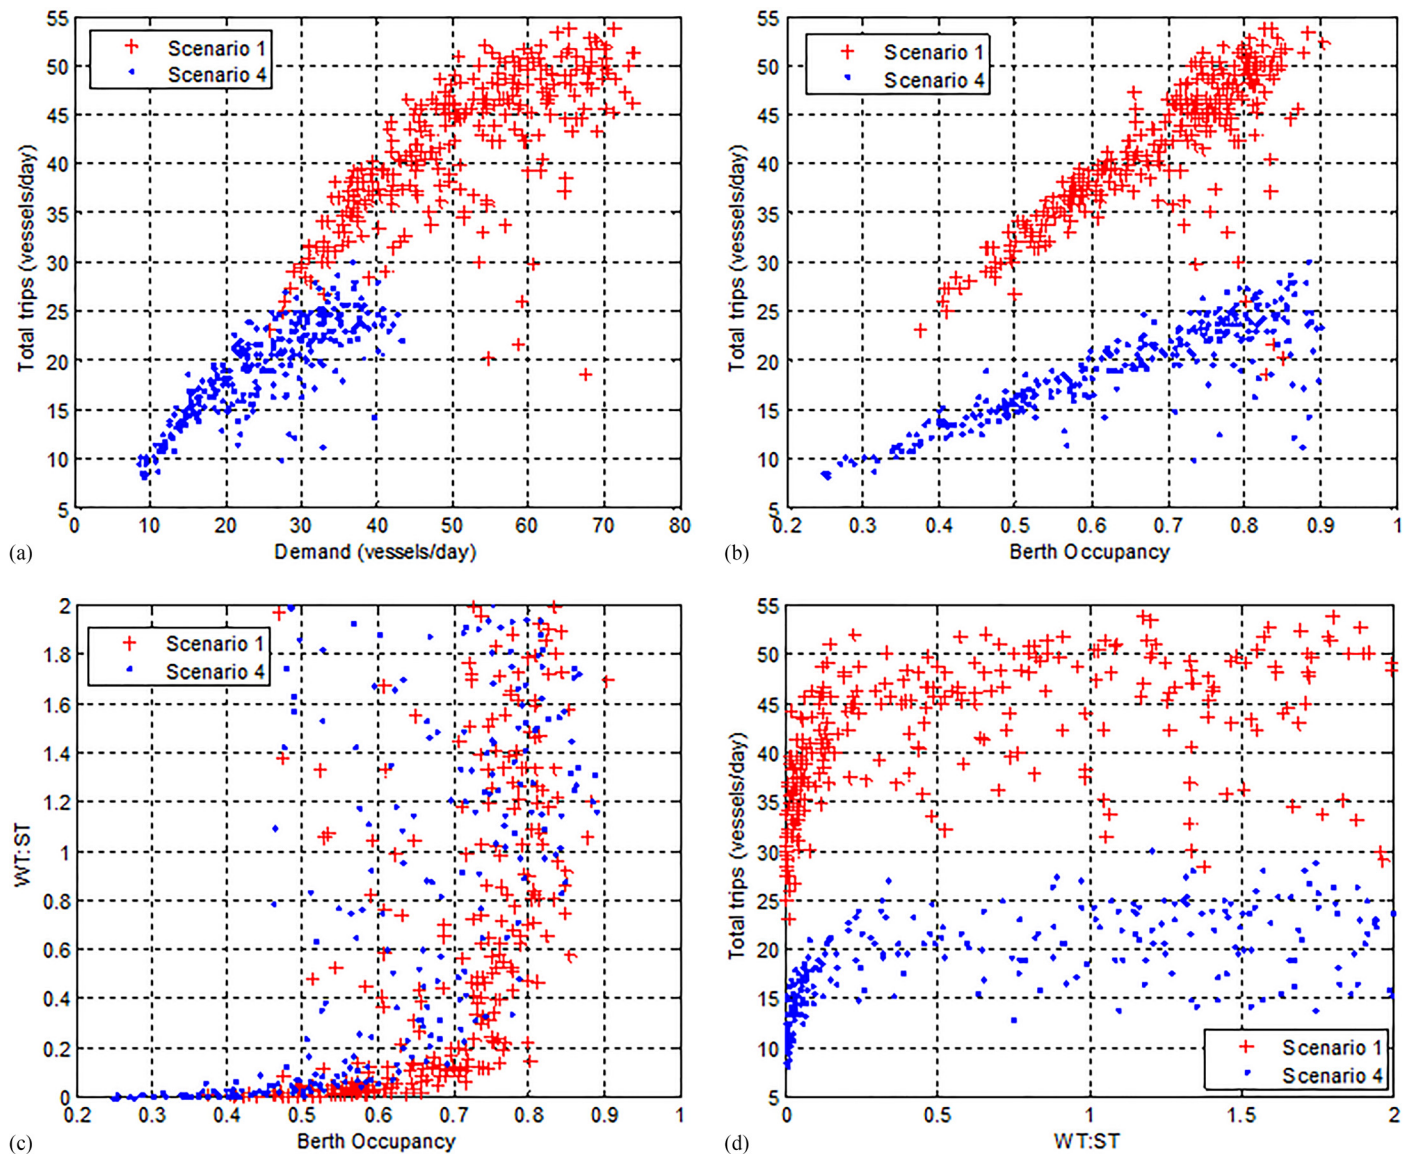 55
50
45
40
35
30
25
20
15
10
5
Total trips (vessels/day)
Scenario 1
Scenario 4
0 10 20 30 40 50 60 70 80
Demand (vessels/day)
(a)
55
50
45
40
35
30
25
20
15
10
5
Total trips (vessels/day)
Scenario 1
Scenario 4
0.2 0.3 0.4 0.5 0.6 0.7 0.8 0.9 1
Berth Occupancy
(b)
2
1.8
1.6
1.4
1.2
1
0.8
0.6
0.4
0.2
0
WT:ST
Scenario 1
Scenario 4
0.2 0.3 0.4 0.5 0.6 0.7 0.8 0.9 1
Berth Occupancy
(c)
55
50
45
40
35
30
25
20
15
10
5
Total trips (vessels/day)
Scenario 1
Scenario 4
0 0.5 1 1.5 2
WT:ST
(d)